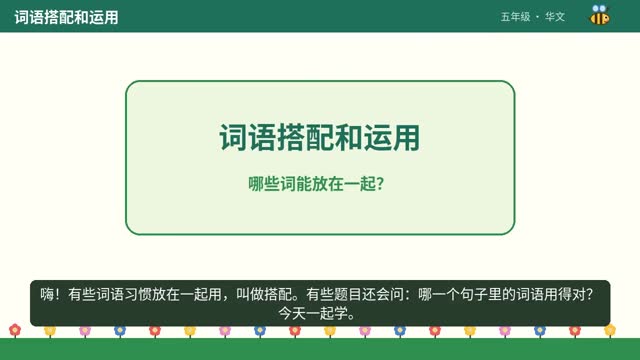 词语搭配和运用
五年级 · 华文
词语搭配和运用
哪些词能放在一起？
嗨！有些词语习惯放在一起用，叫做搭配。有些题目还会问：哪一个句子里的词语用得对？
今天一起学。